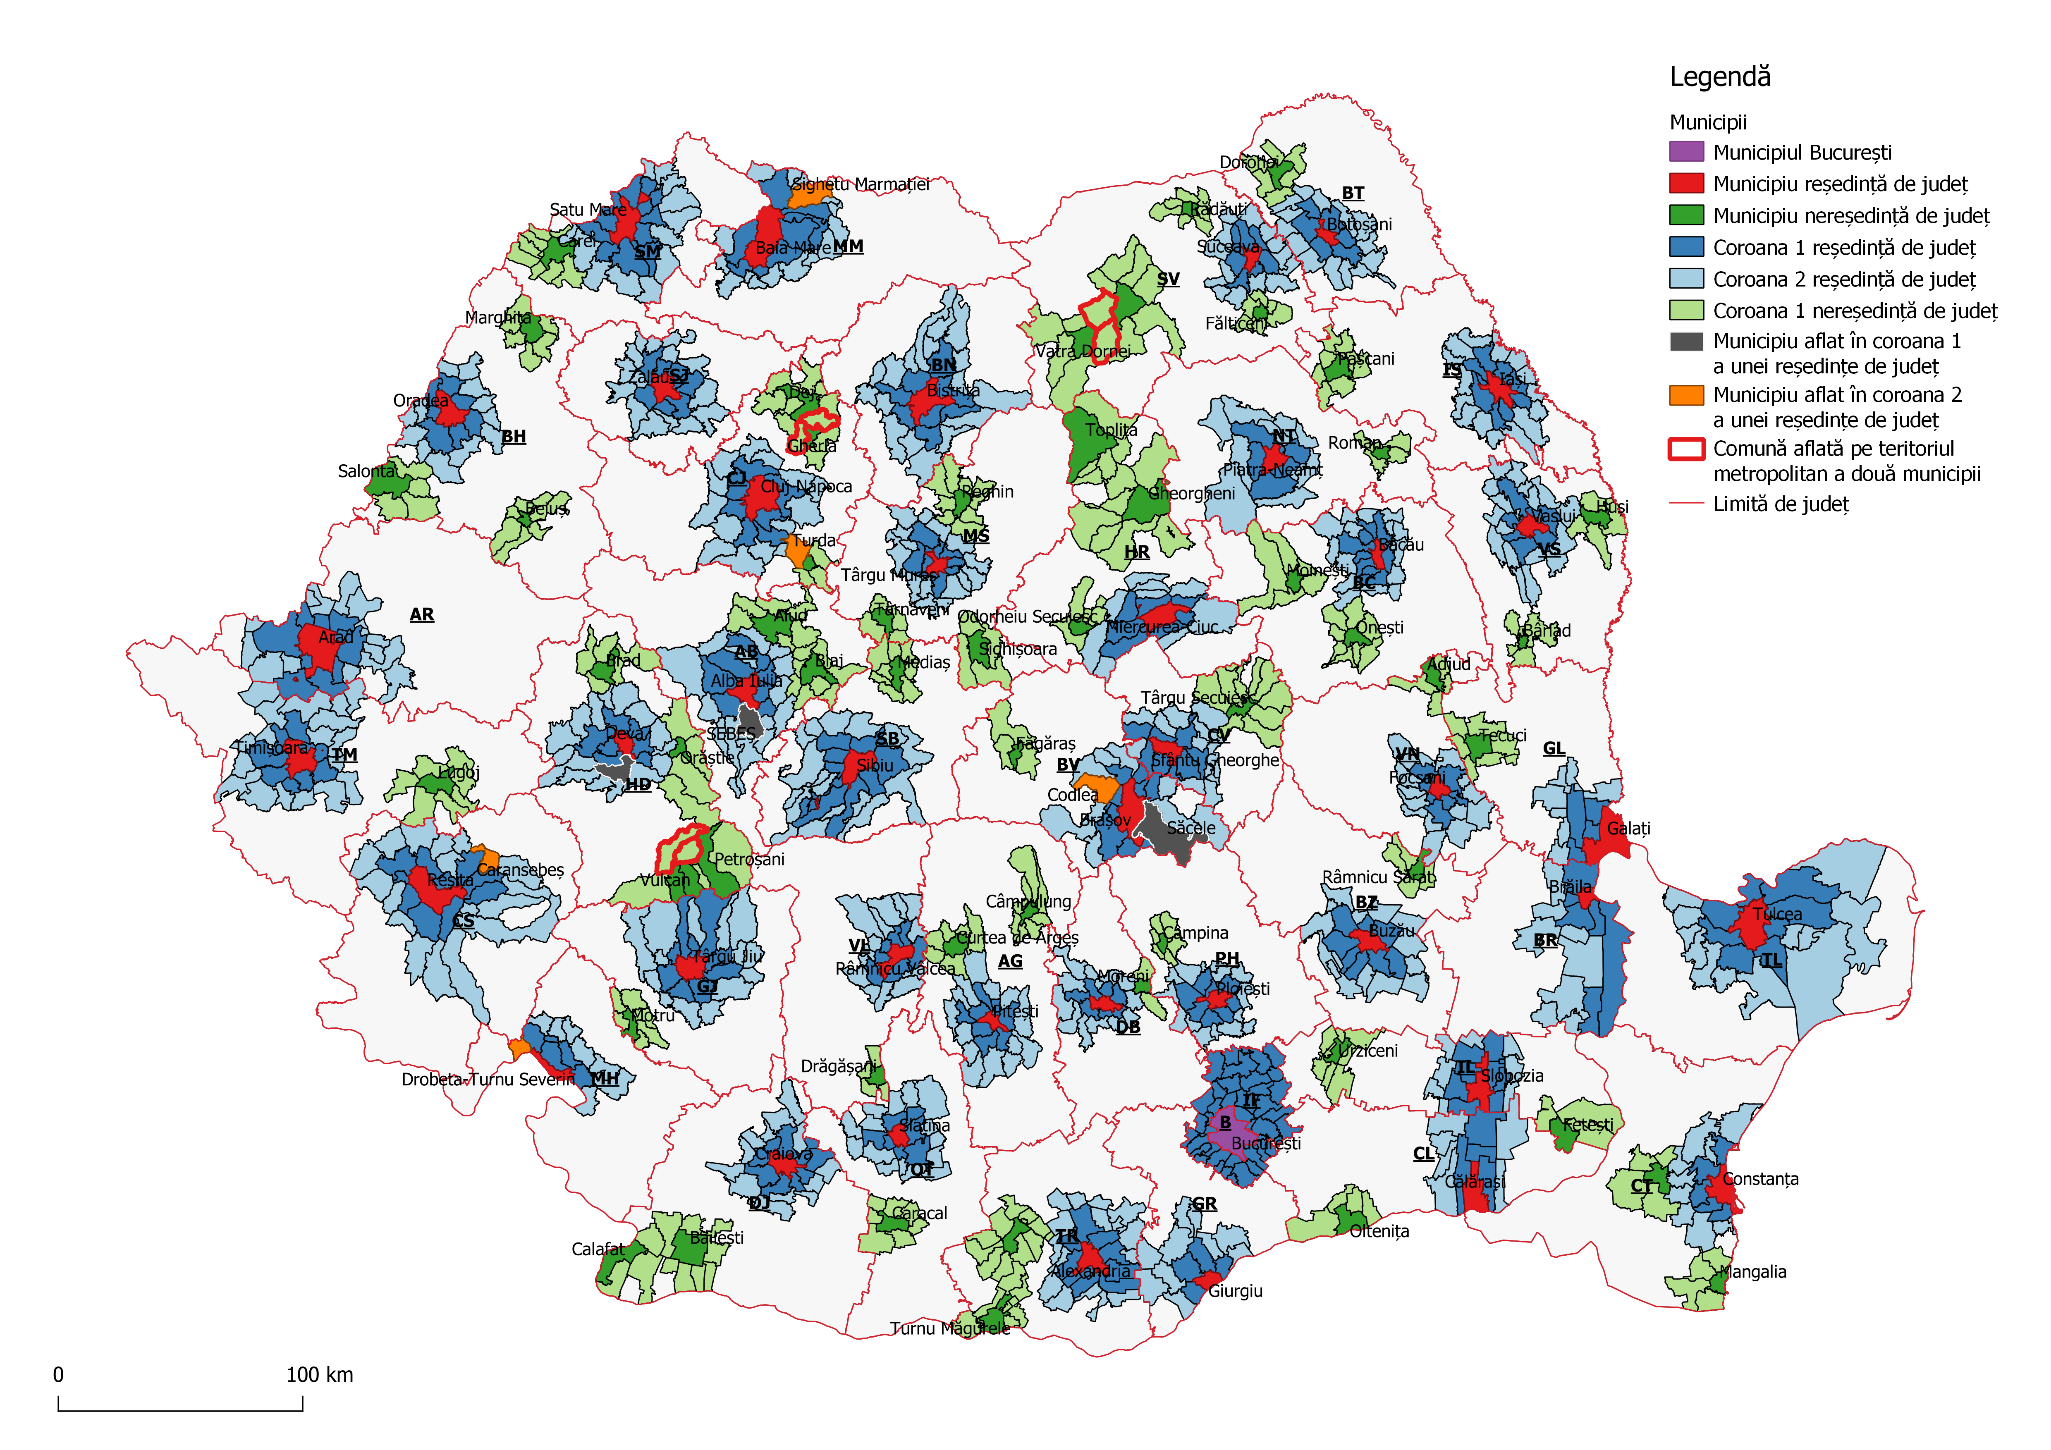 Legendă
Municipii
Municipiul București
Municipiu reședință de județ
Municipiu nereședință de județ
Coroana 1 reședință de județ
Coroana 2 reședință de județ
Coroana 1 nereședință de județ
Municipiu aflat în coroana 1
a unei reședințe de județ
Municipiu aflat în coroana 2
a unei reședințe de județ
Comună aflată pe teritoriul
metropolitan a două municipii
Limită de județ
Dorohoi
BT
Sighetu Marmației
Satu Mare
Rădăuți
Botoșani
Carei
SM
Baia Mare
MM
Suceava
SV
Marghita
Fălticeni
Vatra Dornei
Pașcani
Zalău
SJ
BN
Bistrița
Dej
IS
Iași
Oradea
BH
Gherla
Toplița
NT
Roman
Piatra-Neamț
Salonta
CJ
Cluj-Napoca
Reghin
Gheorgheni
Beiuș
Huși
Vaslui
VS
Turda
MS
HR
Bacău
BC
Târgu Mureș
Moinești
AR
Arad
Aiud
Târnăveni
Odorheiu Secuiesc
Miercurea-Ciuc
Onești
Bârlad
AB
Brad
Blaj
Mediaș
Sighișoara
Adjud
Alba Iulia
Târgu Secuiesc
SEBEȘ
Deva
Orăștie
SB
Sibiu
Făgăraș
CV
Sfântu Gheorghe
Tecuci
GL
Timișoara
TM
VN
Focșani
Lugoj
HD
BV
Codlea
Brașov
Săcele
Galați
Petroșani
Vulcan
Caransebeș
Reșița
CS
Râmnicu Sărat
Brăila
Câmpulung
BZ
Buzău
Tulcea
TL
VL
Râmnicu Vâlcea
Curtea de Argeș
AG
Câmpina
PH
BR
Târgu Jiu
GJ
Moreni
Ploiești
Motru
Pitești
DB
Drobeta-Turnu Severin
MH
Drăgășani
Urziceni
IL
Slobozia
IF
B
București
Slatina
OT
Fetești
Craiova
DJ
CL
Călărași
CT
Constanța
Caracal
GR
Oltenița
Calafat
Băilești
TR
Alexandria
Giurgiu
Mangalia
Turnu Măgurele
0
100 km